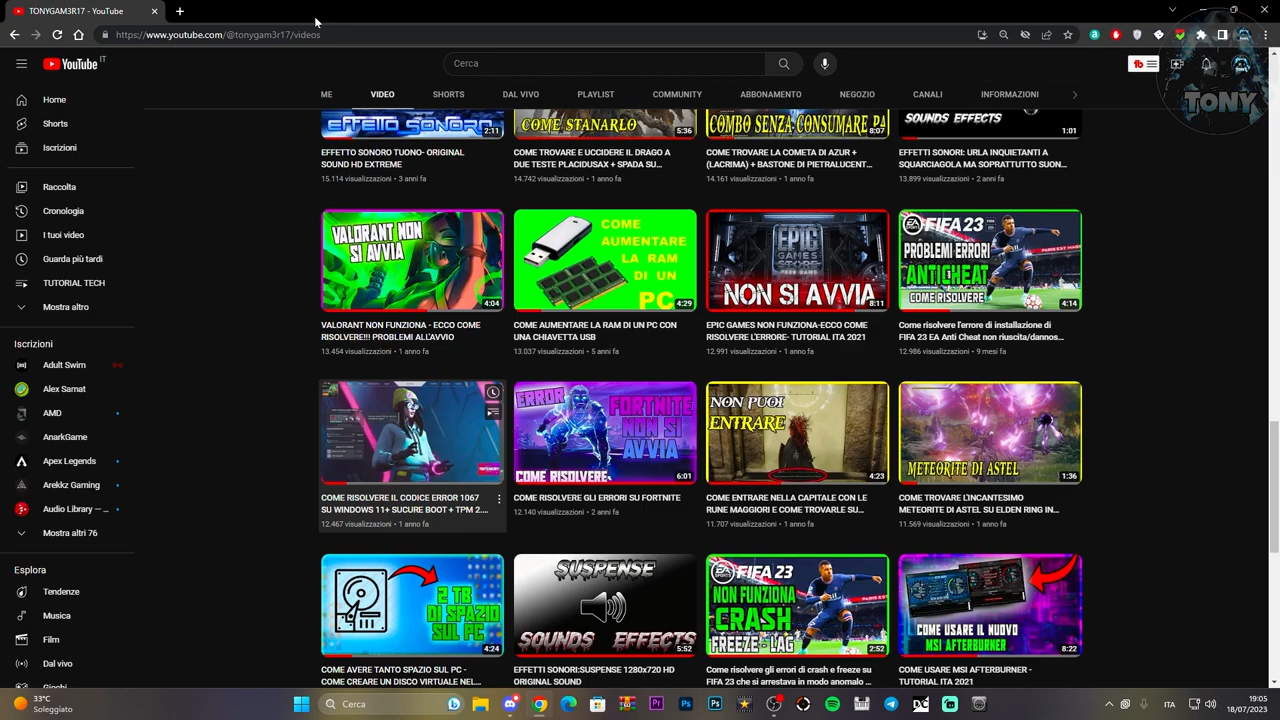 TONYGAM3R17 - YouTube
https://www.youtube.com/@tonygam3r17/videos
YouTube IT
Cerca
TONY
ME
VIDEO
SHORTS
DAL VIVO
PLAYLIST
COMMUNITY
ABBONAMENTO
NEGOZIO
CANALI
INFORMAZIONI
Home
Shorts
Iscrizioni
Raccolta
Cronologia
I tuoi video
Guarda più tardi
TUTORIAL TECH
Mostra altro
Iscrizioni
Adult Swim
Alex Samat
AMD
AnarkGame
Apex Legends
Arekkz Gaming
Audio Library — ...
Mostra altri 76
Esplora
Tendenze
Musica
Film
Dal vivo
EFFETTO SONORO
2:11
COME STANARLO
5:36
COMBO SENZA CONSUMARE PA
8:07
SOUNDS EFFECTS
1:01
EFFETTO SONORO TUONO- ORIGINAL
SOUND HD EXTREME
15.114 visualizzazioni • 3 anni fa
COME TROVARE E UCCIDERE IL DRAGO A
DUE TESTE PLACIDUSAX + SPADA SU...
14.742 visualizzazioni • 1 anno fa
COME TROVARE LA COMETA DI AZUR +
(LACRIMA) + BASTONE DI PIETRALUCENT...
14.161 visualizzazioni • 1 anno fa
EFFETTI SONORI: URLA INQUIETANTI A
SQUARCIAGOLA MA SOPRATTUTTO SUON...
13.899 visualizzazioni • 2 anni fa
VALORANT NON
SI AVVIA
4:04
COME
AUMENTARE
LA RAM
DI UN
PC
4:29
EPIC
GAMES
STORE
FREE GAME
NON SI AVVIA
8:11
EA SPORTS FIFA 23
PROBLEMI ERRORI
ANTICHEAT
COME RISOLVERE
4:14
VALORANT NON FUNZIONA - ECCO COME
RISOLVERE!!! PROBLEMI ALL'AVVIO
13.454 visualizzazioni • 1 anno fa
COME AUMENTARE LA RAM DI UN PC CON
UNA CHIAVETTA USB
13.037 visualizzazioni • 5 anni fa
EPIC GAMES NON FUNZIONA-ECCO COME
RISOLVERE L'ERRORE- TUTORIAL ITA 2021
12.991 visualizzazioni • 1 anno fa
Come risolvere l'errore di installazione di
FIFA 23 EA Anti Cheat non riuscita/dannos...
12.986 visualizzazioni • 9 mesi fa
ERROR
FORTNITE
NON SI
AVVIA
COME RISOLVERE
6:01
NON PUOI
ENTRARE
4:23
METEORITE DI ASTEL
1:36
COME RISOLVERE IL CODICE ERROR 1067
SU WINDOWS 11+ SUCURE BOOT + TPM 2....
12.467 visualizzazioni • 1 anno fa
COME RISOLVERE GLI ERRORI SU FORTNITE
12.140 visualizzazioni • 2 anni fa
COME ENTRARE NELLA CAPITALE CON LE
RUNE MAGGIORI E COME TROVARLE SU...
11.707 visualizzazioni • 1 anno fa
COME TROVARE L'INCANTESIMO
METEORITE DI ASTEL SU ELDEN RING IN...
11.569 visualizzazioni • 1 anno fa
2 TB
DI SPAZIO
SUL PC
4:24
SUSPENSE
SOUNDS EFFECTS
5:52
EA SPORTS FIFA 23
NON FUNZIONA
CRASH
FREEZE - LAG
2:52
COME USARE IL NUOVO
MSI AFTERBURNER
8:22
COME AVERE TANTO SPAZIO SUL PC -
COME CREARE UN DISCO VIRTUALE NEL...
EFFETTI SONORI:SUSPENSE 1280x720 HD
ORIGINAL SOUND
Come risolvere gli errori di crash e freeze su
FIFA 23 che si arrestava in modo anomalo ...
COME USARE MSI AFTERBURNER -
TUTORIAL ITA 2021
33°C
Soleggiato
Cerca
ITA
19:05
18/07/2023